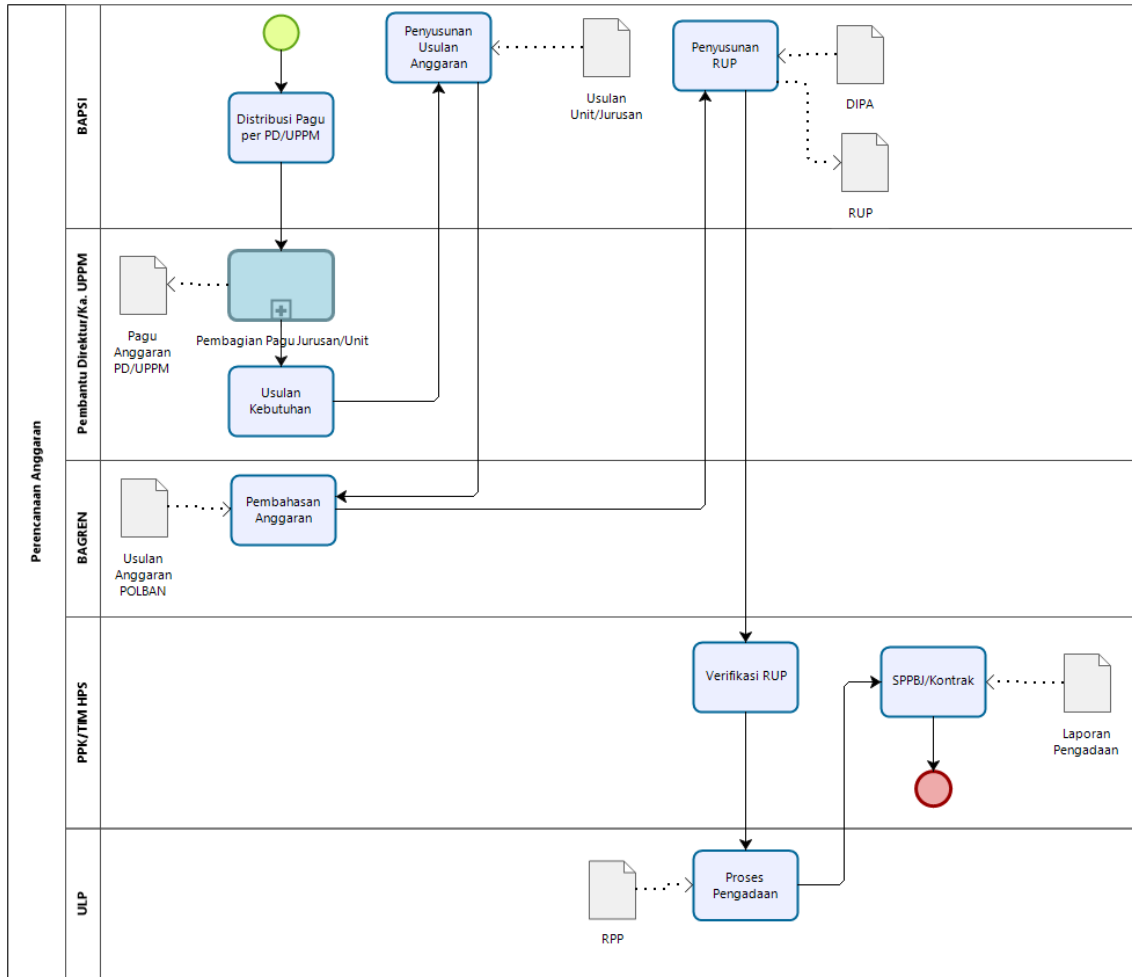 Perencanaan Anggaran
BAPSI
Distribusi Pagu
per PD/UPPM
Penyusunan
Usulan
Anggaran
Usulan
Unit/Jurusan
Penyusunan
RUP
DIPA
RUP
Pembantu Direktur/Ka. UPPM
Pagu
Anggaran
PD/UPPM
Pembagian Pagu Jurusan/Unit
Usulan
Kebutuhan
BAGREN
Usulan
Anggaran
POLBAN
Pembahasan
Anggaran
PPK/TIM HPS
Verifikasi RUP
SPPBJ/Kontrak
Laporan
Pengadaan
ULP
RPP
Proses
Pengadaan